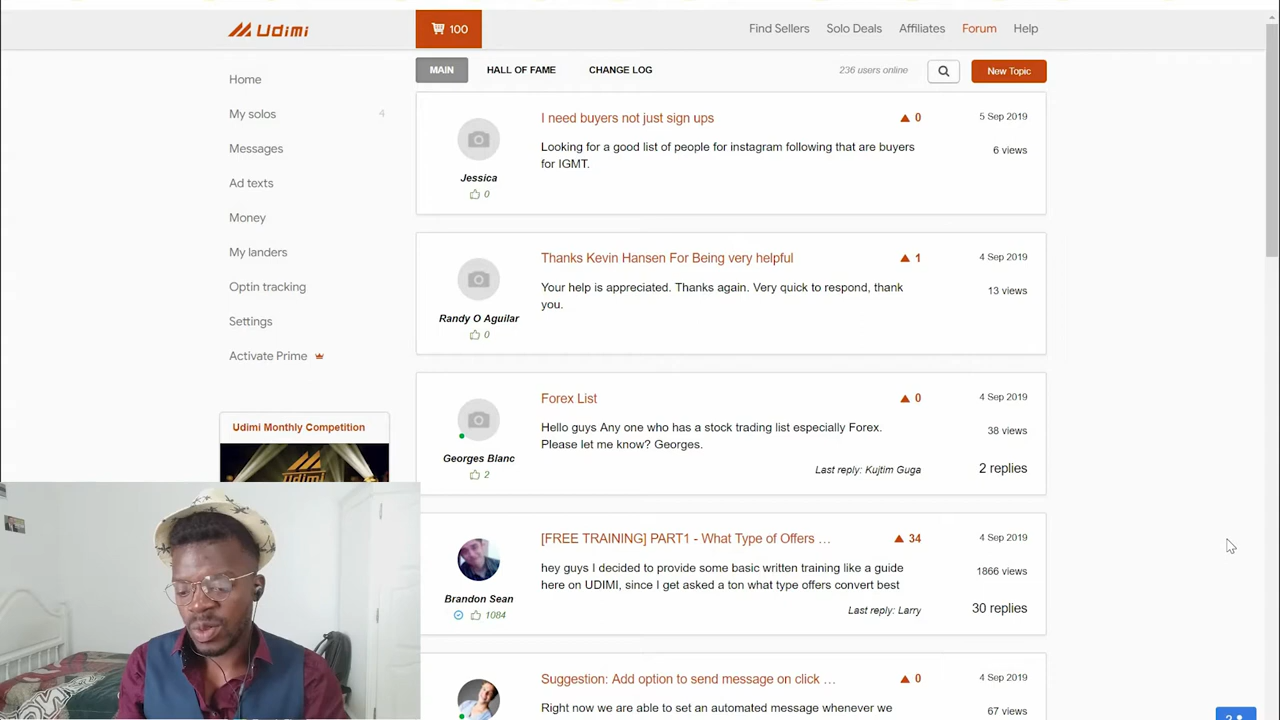 Udimi
100
Find Sellers
Solo Deals
Affiliates
Forum
Help
Home
My solos
4
Messages
Ad texts
Money
My landers
Optin tracking
Settings
Activate Prime
Udimi Monthly Competition
Udimi
MAIN
HALL OF FAME
CHANGE LOG
236 users online
New Topic
I need buyers not just sign ups
0
5 Sep 2019
Looking for a good list of people for instagram following that are buyers
for IGMT.
6 views
Jessica
0
Thanks Kevin Hansen For Being very helpful
1
4 Sep 2019
Your help is appreciated. Thanks again. Very quick to respond, thank
you.
13 views
Randy O Aguilar
0
Forex List
0
4 Sep 2019
Hello guys Any one who has a stock trading list especially Forex.
Please let me know? Georges.
38 views
Georges Blanc
2
Last reply: Kujtim Guga
2 replies
[FREE TRAINING] PART1 - What Type of Offers …
34
4 Sep 2019
hey guys I decided to provide some basic written training like a guide
here on UDIMI, since I get asked a ton what type offers convert best
1866 views
Brandon Sean
1084
Last reply: Larry
30 replies
Suggestion: Add option to send message on click …
0
4 Sep 2019
Right now we are able to set an automated message whenever we
67 views